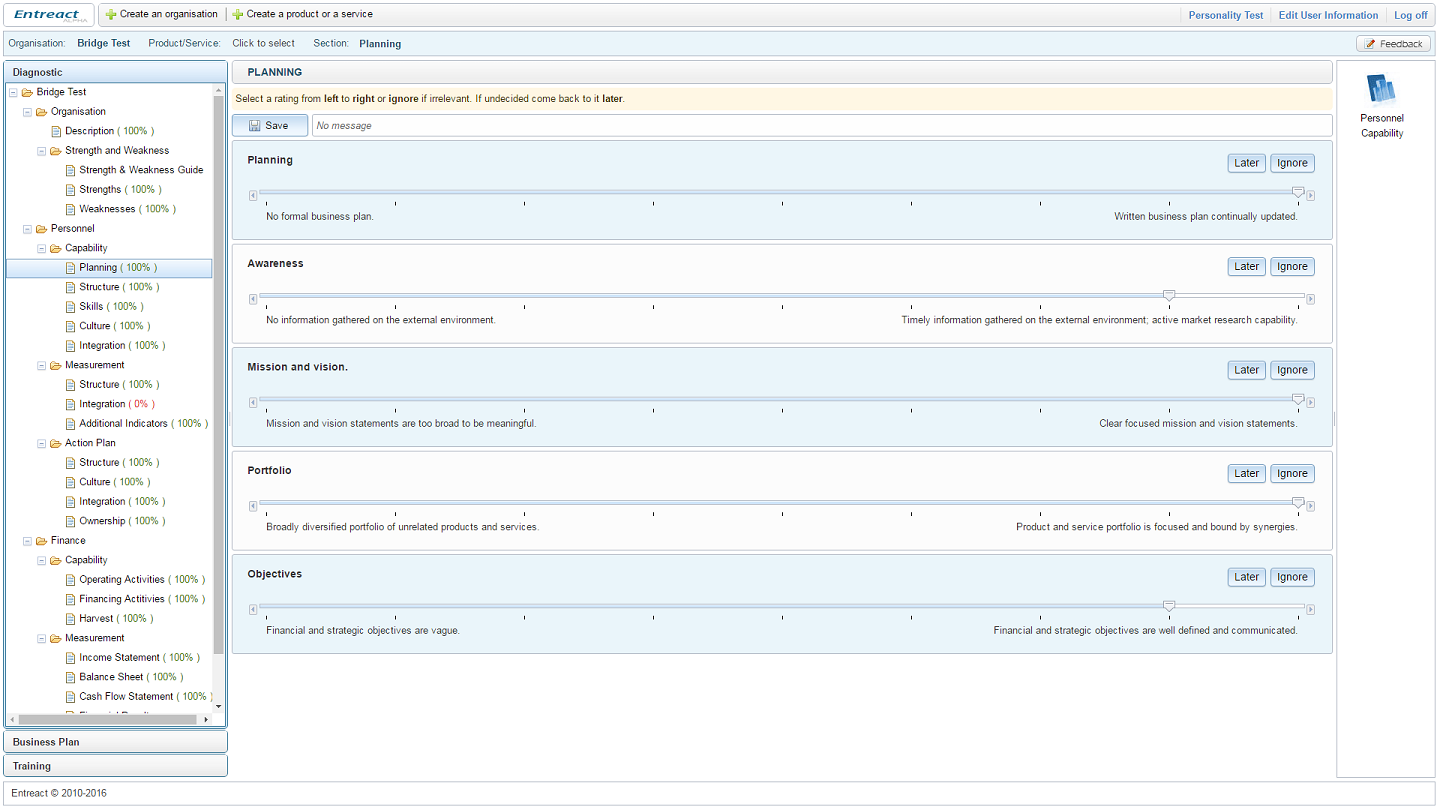 Entreact ALPHA
Create an organisation
Create a product or a service
Personality Test
Edit User Information
Log off
Organisation: Bridge Test Product/Service: Click to select Section: Planning
Feedback
Diagnostic
Bridge Test
Organisation
Description ( 100% )
Strength and Weakness
Strength & Weakness Guide
Strengths ( 100% )
Weaknesses ( 100% )
Personnel
Capability
Planning ( 100% )
Structure ( 100% )
Skills ( 100% )
Culture ( 100% )
Integration ( 100% )
Measurement
Structure ( 100% )
Integration ( 0% )
Additional Indicators ( 100% )
Action Plan
Structure ( 100% )
Culture ( 100% )
Integration ( 100% )
Ownership ( 100% )
Finance
Capability
Operating Activities ( 100% )
Financing Actitivies ( 100% )
Harvest ( 100% )
Measurement
Income Statement ( 100% )
Balance Sheet ( 100% )
Cash Flow Statement ( 100% )
Business Plan
Training
PLANNING
Select a rating from left to right or ignore if irrelevant. If undecided come back to it later.
Save
No message
Planning
Later Ignore
No formal business plan.
Written business plan continually updated.
Awareness
Later Ignore
No information gathered on the external environment.
Timely information gathered on the external environment; active market research capability.
Mission and vision.
Later Ignore
Mission and vision statements are too broad to be meaningful.
Clear focused mission and vision statements.
Portfolio
Later Ignore
Broadly diversified portfolio of unrelated products and services.
Product and service portfolio is focused and bound by synergies.
Objectives
Later Ignore
Financial and strategic objectives are vague.
Financial and strategic objectives are well defined and communicated.
Personnel
Capability
Entreact © 2010-2016